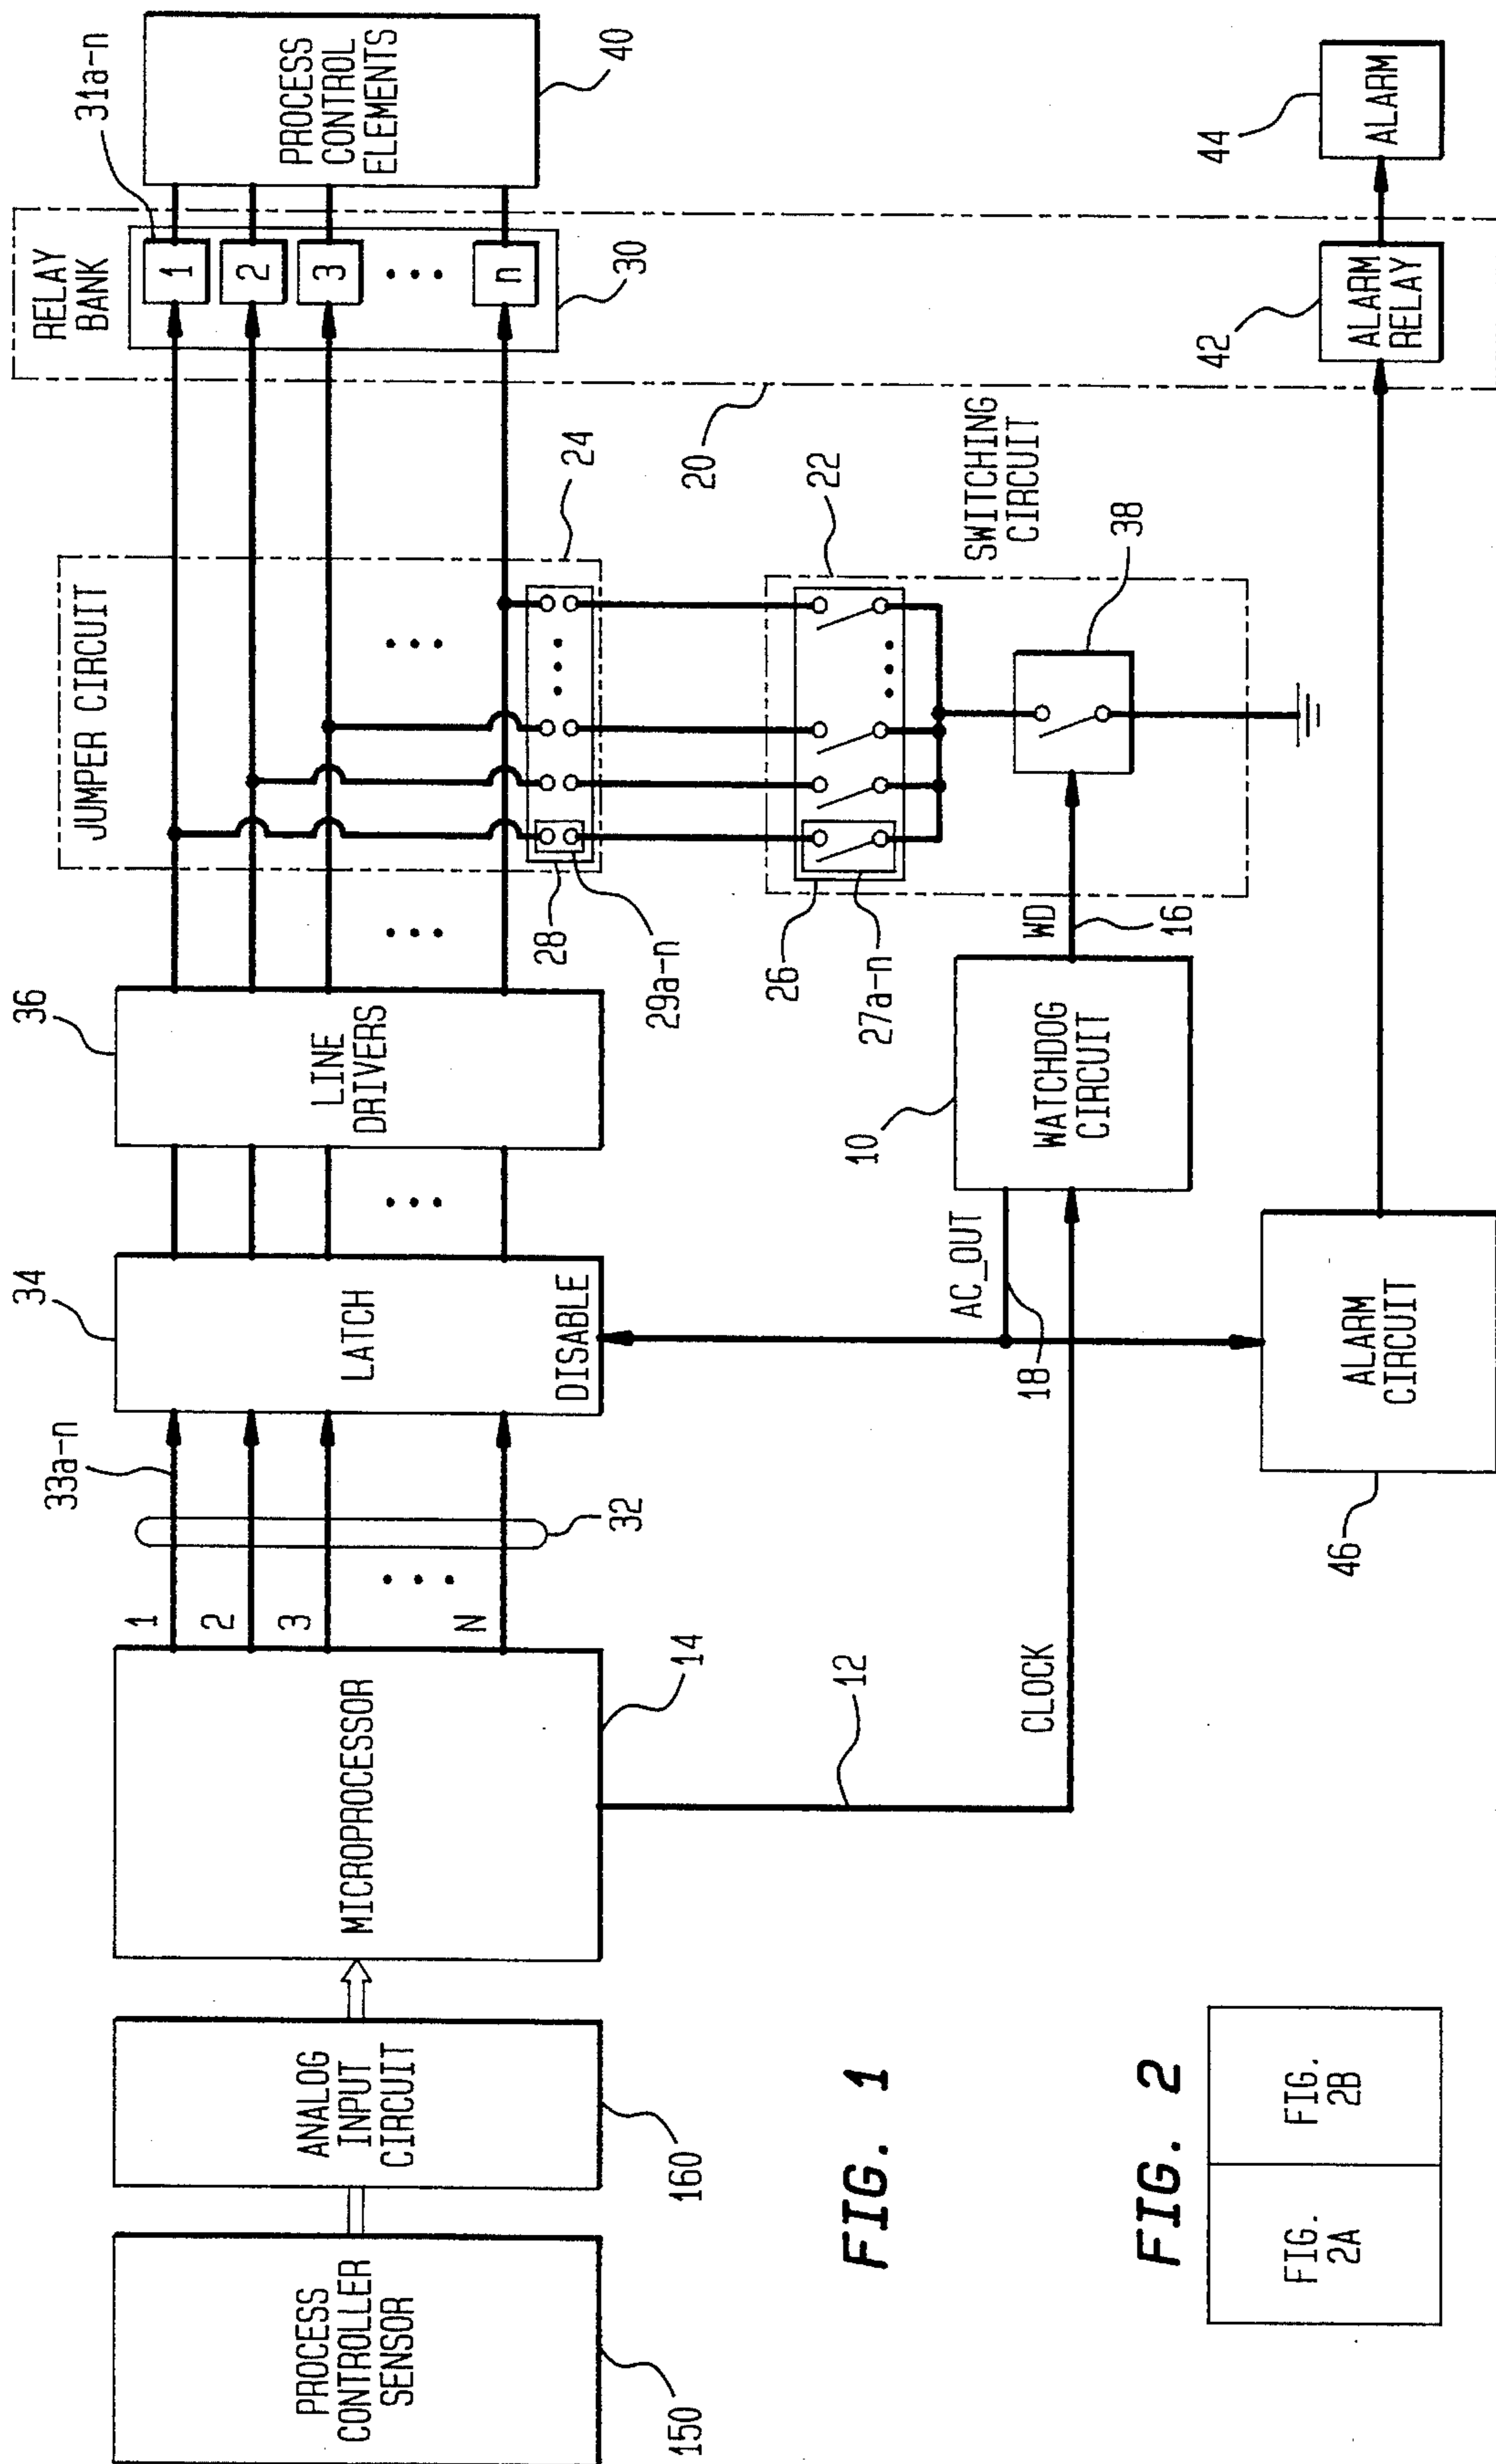 PROCESS
CONTROLLER
SENSOR
150
ANALOG
INPUT
CIRCUIT
160
MICROPROCESSOR
14
1
2
3
N
33a-n
32
LATCH
DISABLE
34
LINE
DRIVERS
36
JUMPER CIRCUIT
24
28
29a-n
RELAY
BANK
1
2
3
n
31a-n
30
PROCESS
CONTROL
ELEMENTS
40
20
SWITCHING
CIRCUIT
22
26
27a-n
38
12
CLOCK
AC_OUT
18
WATCHDOG
CIRCUIT
10
WD
16
ALARM
CIRCUIT
46
ALARM
RELAY
42
ALARM
44
FIG. 1
FIG. 2
FIG.
2A
FIG.
2B